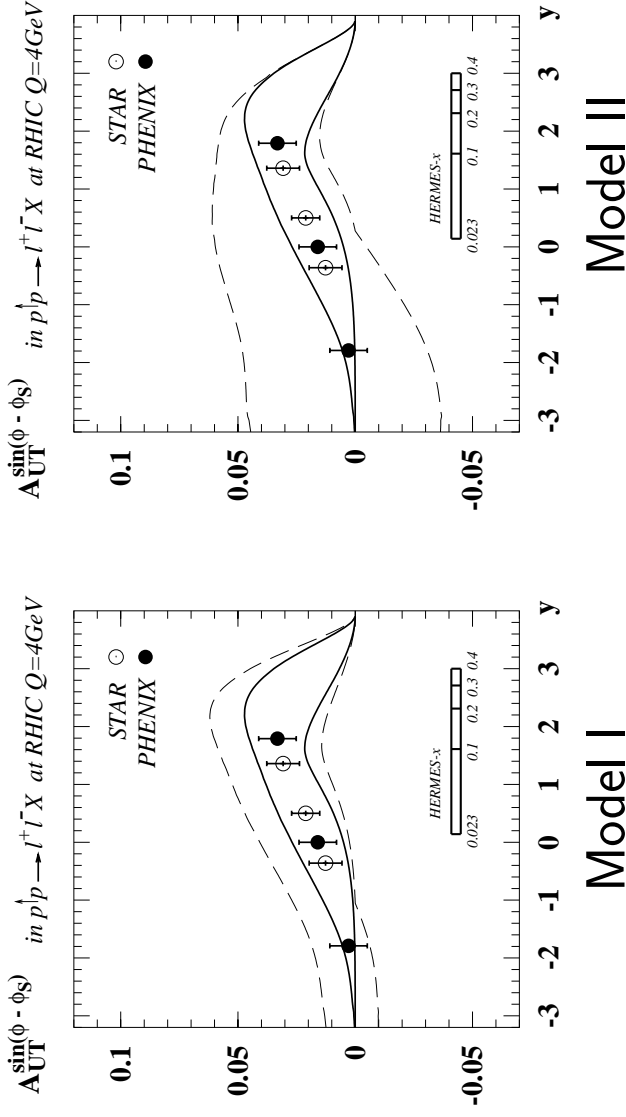 A_UT^sin(ϕ - ϕ_S)
in p↑p → l⁺l⁻X at RHIC Q=4GeV
STAR
PHENIX
0.1
0.05
0
-0.05
HERMES-x
0.023 0.1 0.2 0.3 0.4
-3 -2 -1 0 1 2 3 y
Model I
A_UT^sin(ϕ - ϕ_S)
in p↑p → l⁺l⁻X at RHIC Q=4GeV
STAR
PHENIX
0.1
0.05
0
-0.05
HERMES-x
0.023 0.1 0.2 0.3 0.4
-3 -2 -1 0 1 2 3 y
Model II